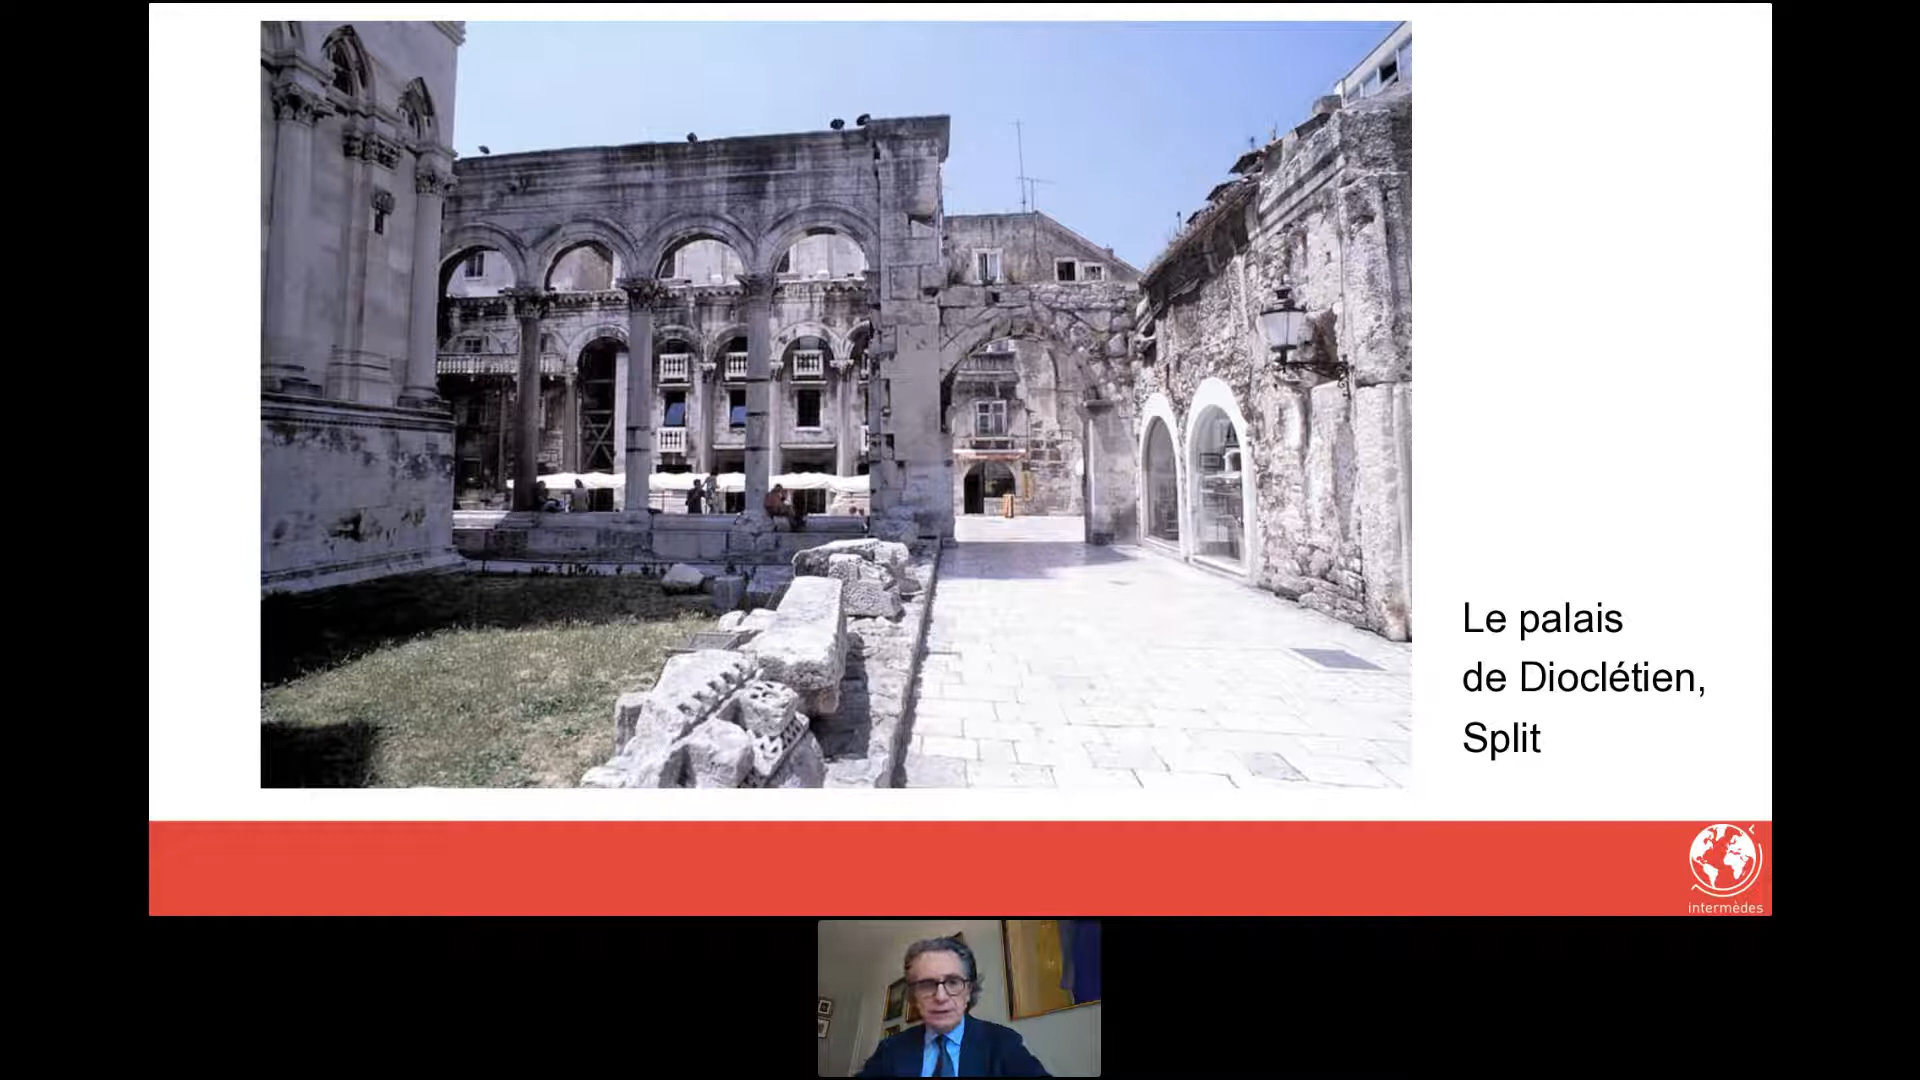 Le palais
de Dioclétien,
Split
intermèdes